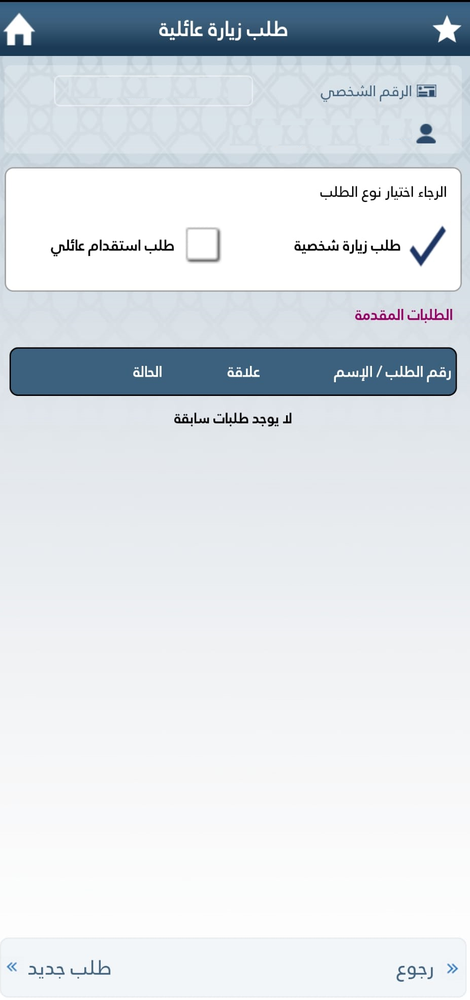 طلب زيارة عائلية
الرقم الشخصي
الرجاء اختيار نوع الطلب
طلب زيارة شخصية
طلب استقدام عائلي
الطلبات المقدمة
رقم الطلب / الإسم علاقة الحالة
لا يوجد طلبات سابقة
رجوع
طلب جديد